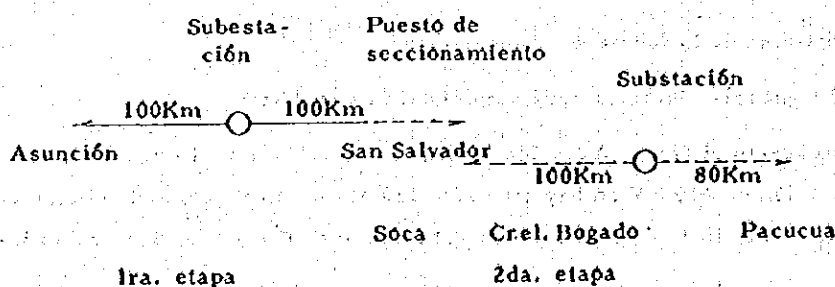 Subesta-
ción
Puesto de
seccionamiento
Substación
100Km
100Km
Asunción
San Salvador
100Km
80Km
Soca
Cnel. Bogado
Pacucua
1ra. etapa
2da. etapa